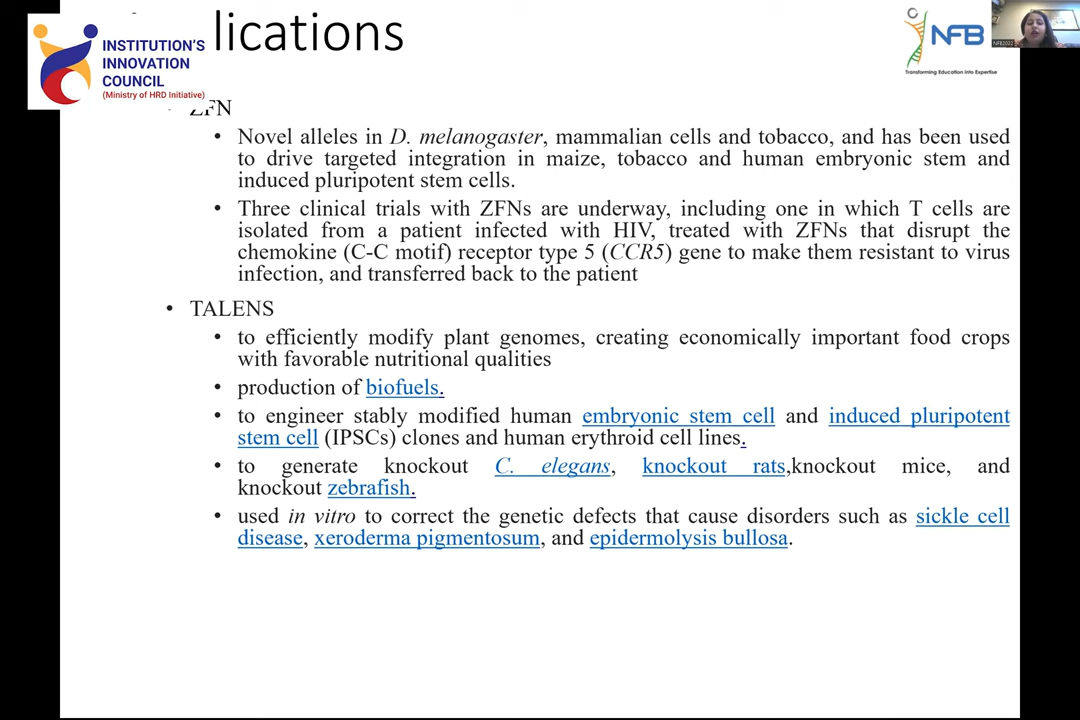 lications
INSTITUTION'S
INNOVATION
COUNCIL
(Ministry of HRD Initiative)
NFB
Transforming Education into Expertise
NFB2022
• ZFN
• Novel alleles in D. melanogaster, mammalian cells and tobacco, and has been used
to drive targeted integration in maize, tobacco and human embryonic stem and
induced pluripotent stem cells.
• Three clinical trials with ZFNs are underway, including one in which T cells are
isolated from a patient infected with HIV, treated with ZFNs that disrupt the
chemokine (C-C motif) receptor type 5 (CCR5) gene to make them resistant to virus
infection, and transferred back to the patient
• TALENS
• to efficiently modify plant genomes, creating economically important food crops
with favorable nutritional qualities
• production of biofuels.
• to engineer stably modified human embryonic stem cell and induced pluripotent
stem cell (IPSCs) clones and human erythroid cell lines.
• to generate knockout C. elegans, knockout rats,knockout mice, and
knockout zebrafish.
• used in vitro to correct the genetic defects that cause disorders such as sickle cell
disease, xeroderma pigmentosum, and epidermolysis bullosa.